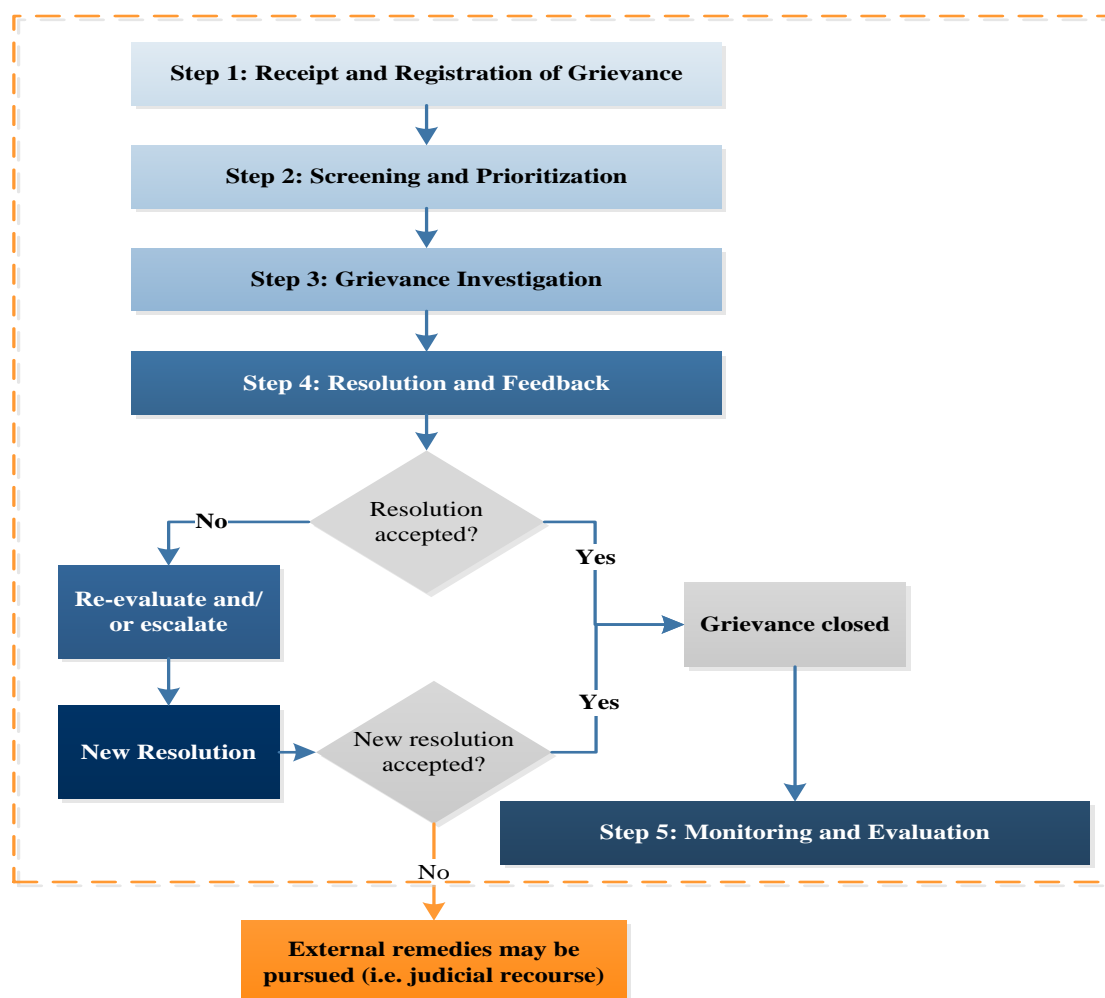 Step 1: Receipt and Registration of Grievance
Step 2: Screening and Prioritization
Step 3: Grievance Investigation
Step 4: Resolution and Feedback
Resolution
accepted?
No
Yes
Re-evaluate and/
or escalate
Grievance closed
New Resolution
New resolution
accepted?
Yes
Step 5: Monitoring and Evaluation
No
External remedies may be
pursued (i.e. judicial recourse)